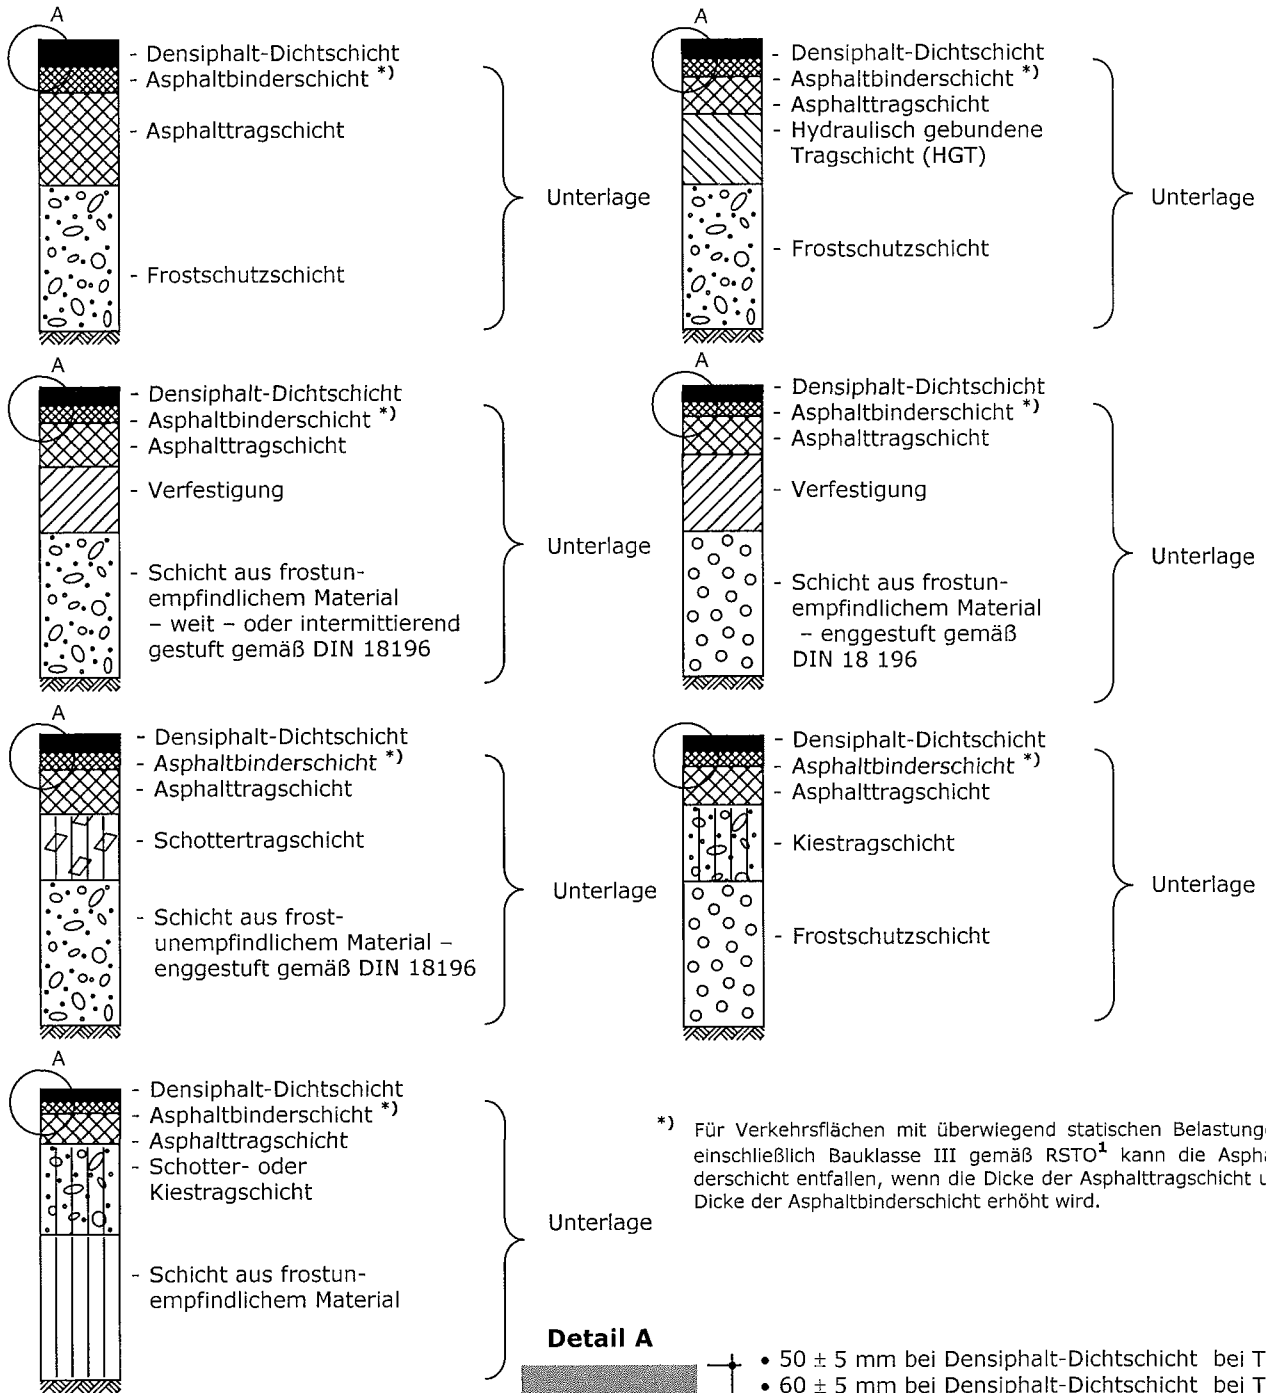 A
- Densiphalt-Dichtschicht
- Asphaltbinderschicht *)
- Asphalttragschicht
- Frostschutzschicht
Unterlage
A
- Densiphalt-Dichtschicht
- Asphaltbinderschicht *)
- Asphalttragschicht
- Hydraulisch gebundene
Tragschicht (HGT)
- Frostschutzschicht
Unterlage
A
- Densiphalt-Dichtschicht
- Asphaltbinderschicht *)
- Asphalttragschicht
- Verfestigung
- Schicht aus frostun-
empfindlichem Material
– weit – oder intermittierend
gestuft gemäß DIN 18196
Unterlage
A
- Densiphalt-Dichtschicht
- Asphaltbinderschicht *)
- Asphalttragschicht
- Verfestigung
- Schicht aus frostun-
empfindlichem Material
– enggestuft gemäß
DIN 18 196
Unterlage
A
- Densiphalt-Dichtschicht
- Asphaltbinderschicht *)
- Asphalttragschicht
- Schottertragschicht
- Schicht aus frost-
unempfindlichem Material –
enggestuft gemäß DIN 18196
Unterlage
- Densiphalt-Dichtschicht
- Asphaltbinderschicht *)
- Asphalttragschicht
- Kiestragschicht
- Frostschutzschicht
Unterlage
A
- Densiphalt-Dichtschicht
- Asphaltbinderschicht *)
- Asphalttragschicht
- Schotter- oder
Kiestragschicht
- Schicht aus frostun-
empfindlichem Material
Unterlage
*) Für Verkehrsflächen mit überwiegend statischen
einschließlich Bauklasse III gemäß RSTO¹ kann die
derschicht entfallen, wenn die Dicke der Asphalttragschicht
Dicke der Asphaltbinderschicht erhöht wird.
Detail A
• 50 ± 5 mm bei Densiphalt-Dichtschicht bei
• 60 ± 5 mm bei Densiphalt-Dichtschicht bei